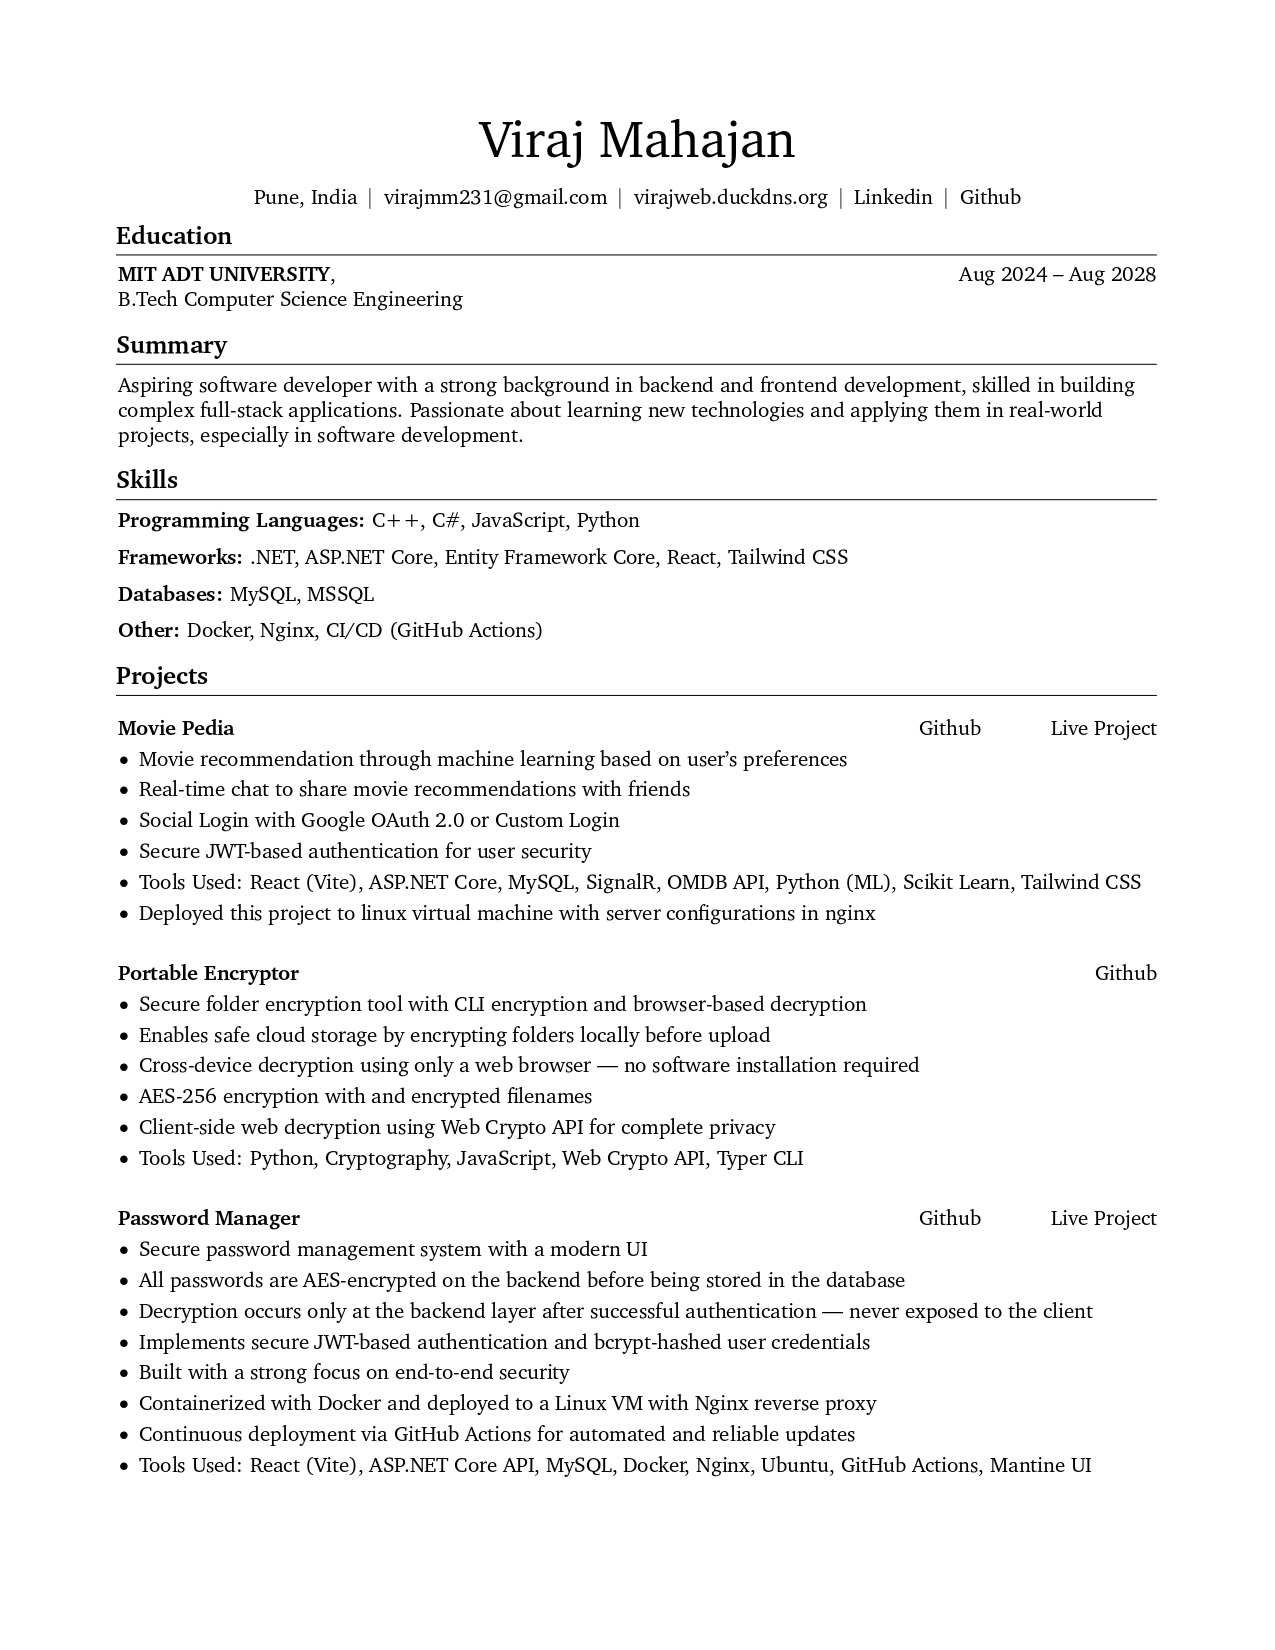 Viraj Mahajan
Pune, India | virajmm231@gmail.com | virajweb.duckdns.org | Linkedin | Github
Education
MIT ADT UNIVERSITY, Aug 2024 – Aug 2028
B.Tech Computer Science Engineering
Summary
Aspiring software developer with a strong background in backend and frontend development, skilled in building
complex full-stack applications. Passionate about learning new technologies and applying them in real-world
projects, especially in software development.
Skills
Programming Languages: C++, C#, JavaScript, Python
Frameworks: .NET, ASP.NET Core, Entity Framework Core, React, Tailwind CSS
Databases: MySQL, MSSQL
Other: Docker, Nginx, CI/CD (GitHub Actions)
Projects
Movie Pedia Github Live Project
• Movie recommendation through machine learning based on user’s preferences
• Real-time chat to share movie recommendations with friends
• Social Login with Google OAuth 2.0 or Custom Login
• Secure JWT-based authentication for user security
• Tools Used: React (Vite), ASP.NET Core, MySQL, SignalR, OMDB API, Python (ML), Scikit Learn, Tailwind CSS
• Deployed this project to linux virtual machine with server configurations in nginx
Portable Encryptor Github
• Secure folder encryption tool with CLI encryption and browser-based decryption
• Enables safe cloud storage by encrypting folders locally before upload
• Cross-device decryption using only a web browser — no software installation required
• AES-256 encryption with and encrypted filenames
• Client-side web decryption using Web Crypto API for complete privacy
• Tools Used: Python, Cryptography, JavaScript, Web Crypto API, Typer CLI
Password Manager Github Live Project
• Secure password management system with a modern UI
• All passwords are AES-encrypted on the backend before being stored in the database
• Decryption occurs only at the backend layer after successful authentication — never exposed to the client
• Implements secure JWT-based authentication and bcrypt-hashed user credentials
• Built with a strong focus on end-to-end security
• Containerized with Docker and deployed to a Linux VM with Nginx reverse proxy
• Continuous deployment via GitHub Actions for automated and reliable updates
• Tools Used: React (Vite), ASP.NET Core API, MySQL, Docker, Nginx, Ubuntu, GitHub Actions, Mantine UI